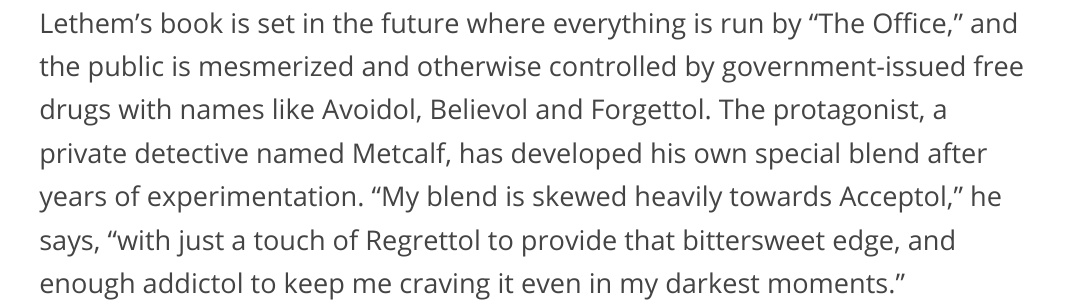 Lethem’s book is set in the future where everything is run by “The Office,” and
the public is mesmerized and otherwise controlled by government-issued free
drugs with names like Avoidol, Believol and Forgettol. The protagonist, a
private detective named Metcalf, has developed his own special blend after
years of experimentation. “My blend is skewed heavily towards Acceptol,” he
says, “with just a touch of Regrettol to provide that bittersweet edge, and
enough addictol to keep me craving it even in my darkest moments.”